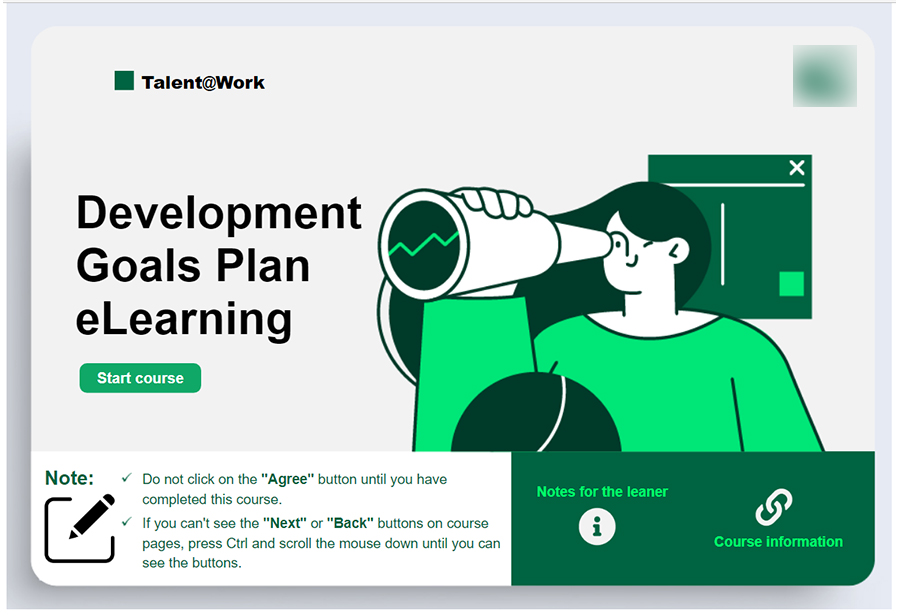 Talent@Work
Development
Goals Plan
eLearning
Start course
Note:
✓ Do not click on the "Agree" button until you have
completed this course.
✓ If you can't see the "Next" or "Back" buttons on course
pages, press Ctrl and scroll the mouse down until you can
see the buttons.
Notes for the leaner
Course information